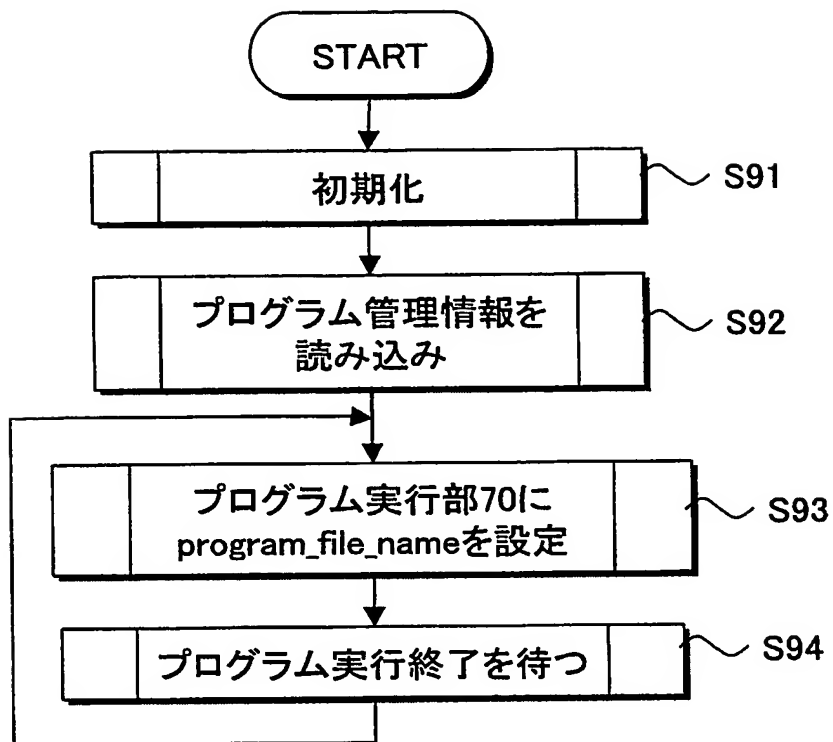 START
初期化
S91
プログラム管理情報を
読み込み
S92
プログラム実行部70に
program_file_nameを設定
S93
プログラム実行終了を待つ
S94